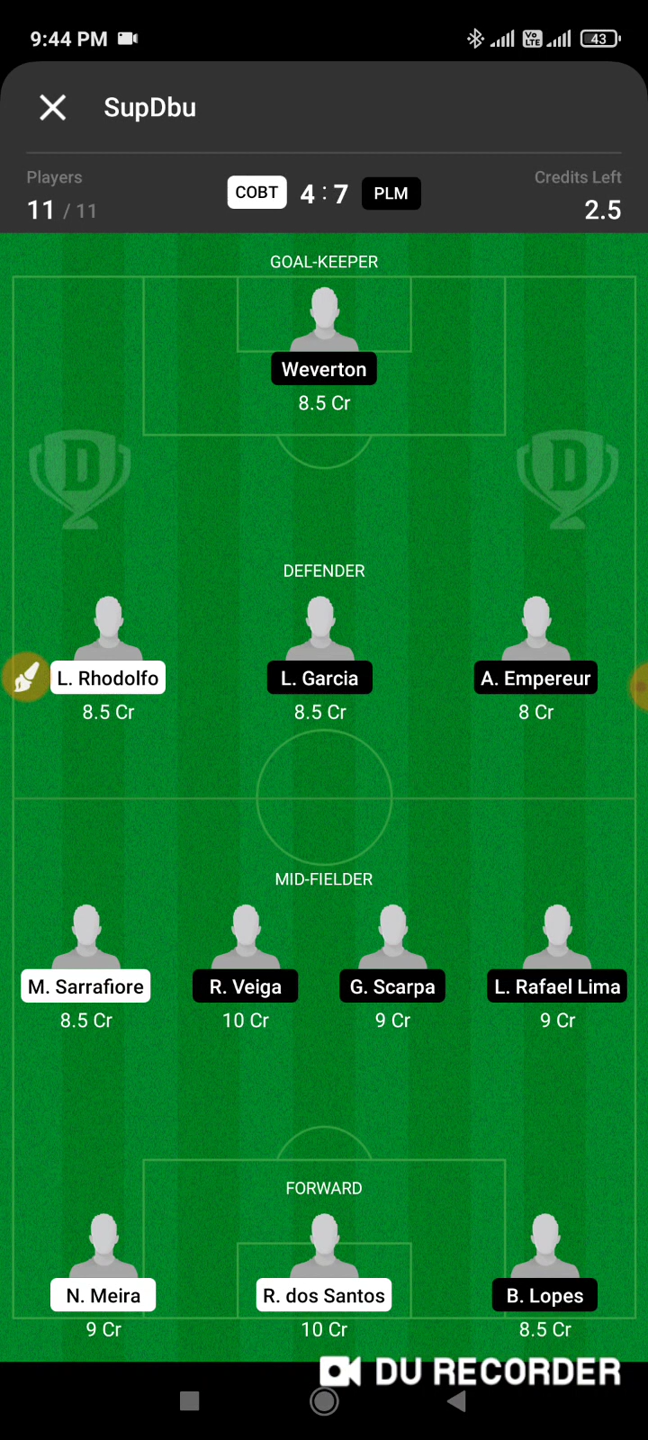 9:44 PM
Vo LTE
43
SupDbu
Players
11 / 11
COBT 4 : 7 PLM
Credits Left
2.5
GOAL-KEEPER
Weverton
8.5 Cr
D D
DEFENDER
L. Rhodolfo L. Garcia A. Empereur
8.5 Cr 8.5 Cr 8 Cr
MID-FIELDER
M. Sarrafiore R. Veiga G. Scarpa L. Rafael Lima
8.5 Cr 10 Cr 9 Cr 9 Cr
FORWARD
N. Meira R. dos Santos B. Lopes
9 Cr 10 Cr 8.5 Cr
DU RECORDER